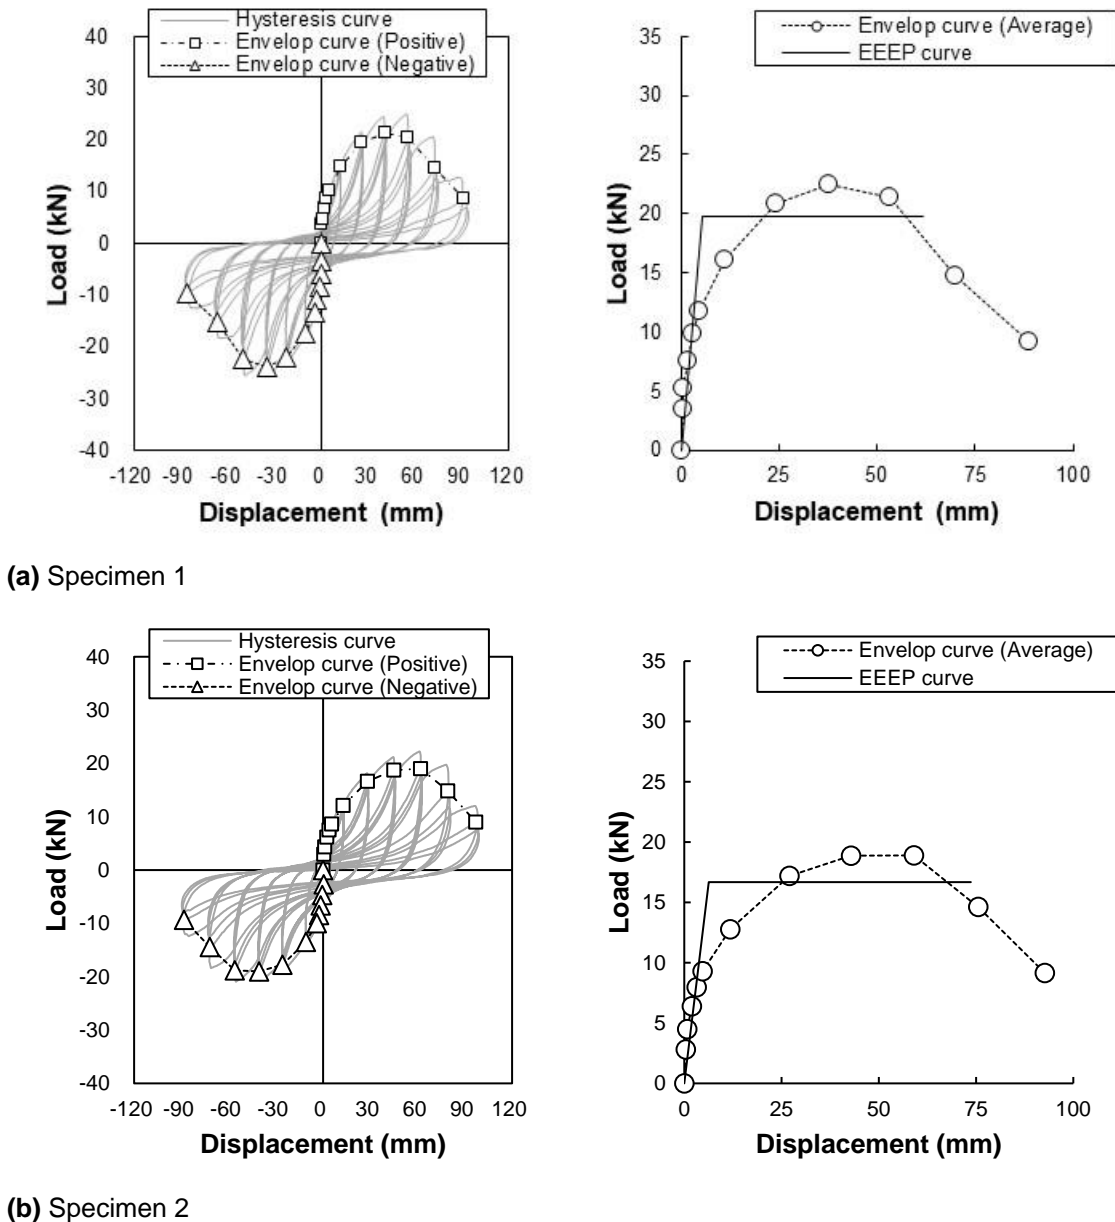 Hysteresis curve
Envelop curve (Positive)
Envelop curve (Negative)
40
30
20
10
0
-10
-20
-30
-40
Load (kN)
-120 -90 -60 -30 0 30 60 90 120
Displacement (mm)
Envelop curve (Average)
EEEP curve
35
30
25
20
15
10
5
0
Load (kN)
0 25 50 75 100
Displacement (mm)
(a) Specimen 1
Hysteresis curve
Envelop curve (Positive)
Envelop curve (Negative)
40
30
20
10
0
-10
-20
-30
-40
Load (kN)
-120 -90 -60 -30 0 30 60 90 120
Displacement (mm)
Envelop curve (Average)
EEEP curve
35
30
25
20
15
10
5
0
Load (kN)
0 25 50 75 100
Displacement (mm)
(b) Specimen 2